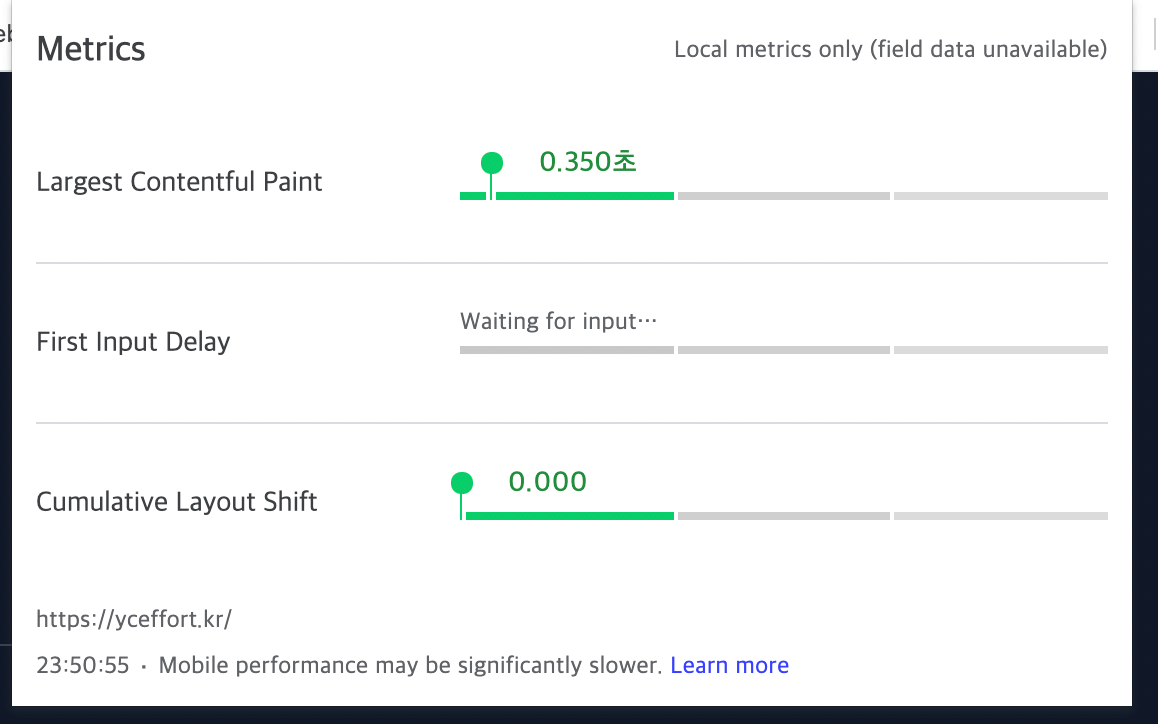 Metrics
Local metrics only (field data unavailable)
Largest Contentful Paint
0.350초
First Input Delay
Waiting for input⋯
Cumulative Layout Shift
0.000
https://yceffort.kr/
23:50:55 · Mobile performance may be significantly slower. Learn more